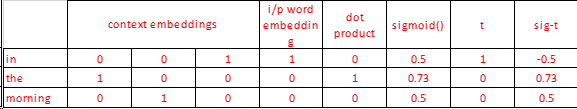 context embeddings i/p word embeddin g dot product sigmoid() t sig-t
in 0 0 1 1 0 0.5 1 -0.5
the 1 0 0 0 1 0.73 0 0.73
morning 0 1 0 0 0 0.5 0 0.5